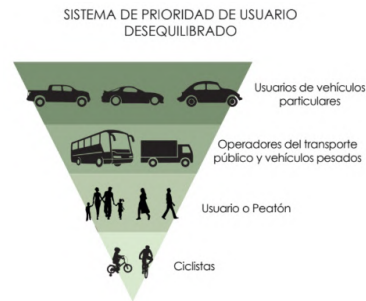 SISTEMA DE PRIORIDAD DE USUARIO
DESEQUILIBRADO
Usuarios de vehículos
particulares
Operadores del transporte
público y vehículos pesados
Usuario o Peatón
Ciclistas